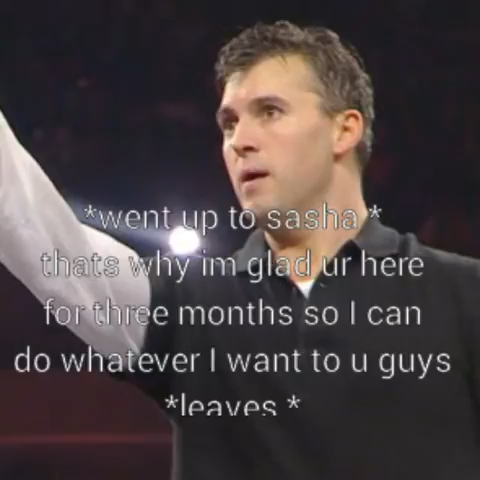 *went up to sasha *
thats why im glad ur here
for three months so I can
do whatever I want to u guys
*leaves *